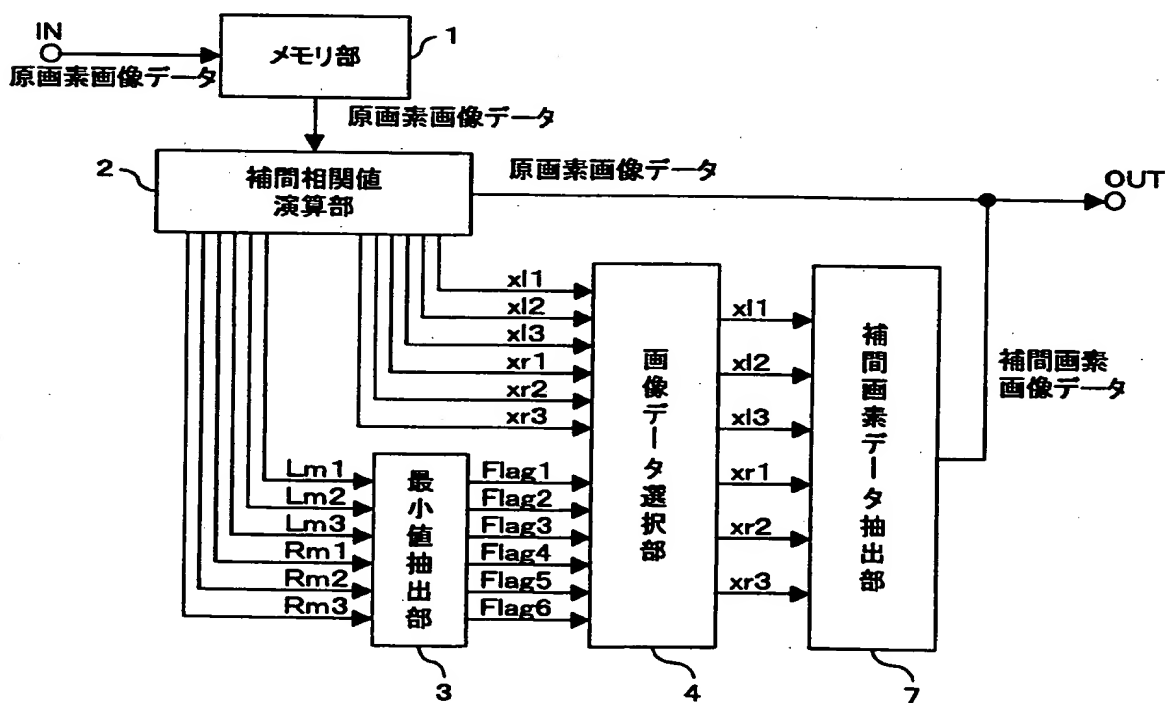 IN
原画素画像データ
メモリ部
1
原画素画像データ
2
補間相関値
演算部
原画素画像データ
OUT
xl1
xl2
xl3
xr1
xr2
xr3
Lm1
Lm2
Lm3
Rm1
Rm2
Rm3
最小値抽出部
3
Flag1
Flag2
Flag3
Flag4
Flag5
Flag6
画像データ選択部
4
xl1
xl2
xl3
xr1
xr2
xr3
補間画素データ抽出部
7
補間画素
画像データ